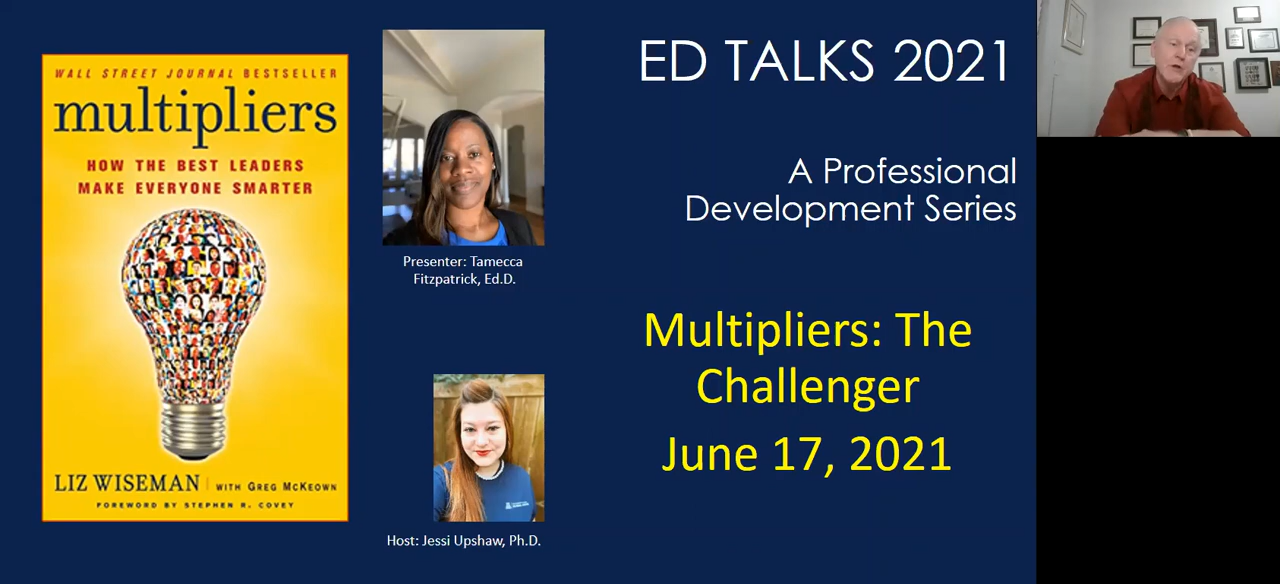 WALL STREET JOURNAL BESTSELLER
multipliers
HOW THE BEST LEADERS
MAKE EVERYONE SMARTER
LIZ WISEMAN | WITH GREG McKEOWN
FOREWORD BY STEPHEN R. COVEY
Presenter: Tamecca
Fitzpatrick, Ed.D.
Host: Jessi Upshaw, Ph.D.
ED TALKS 2021
A Professional
Development Series
Multipliers: The
Challenger
June 17, 2021